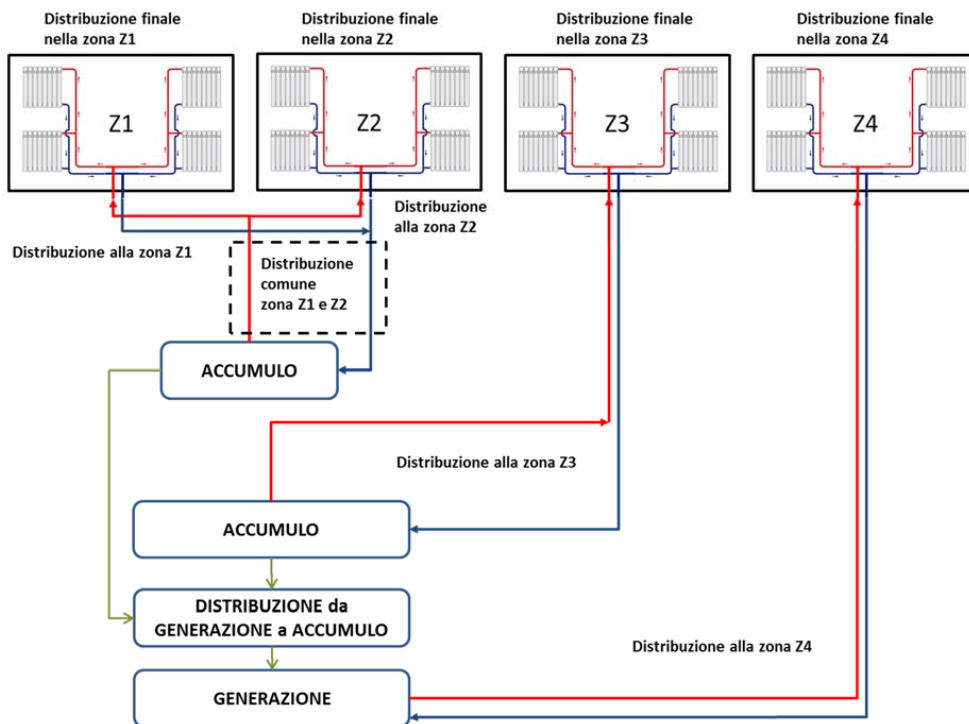 Distribuzione finale
nella zona Z1
Distribuzione finale
nella zona Z2
Distribuzione finale
nella zona Z3
Distribuzione finale
nella zona Z4
Z1
Z2
Z3
Z4
Distribuzione
alla zona Z2
Distribuzione alla zona Z1
Distribuzione
comune
zona Z1 e Z2
ACCUMULO
Distribuzione alla zona Z3
ACCUMULO
DISTRIBUZIONE da
GENERAZIONE a ACCUMULO
Distribuzione alla zona Z4
GENERAZIONE